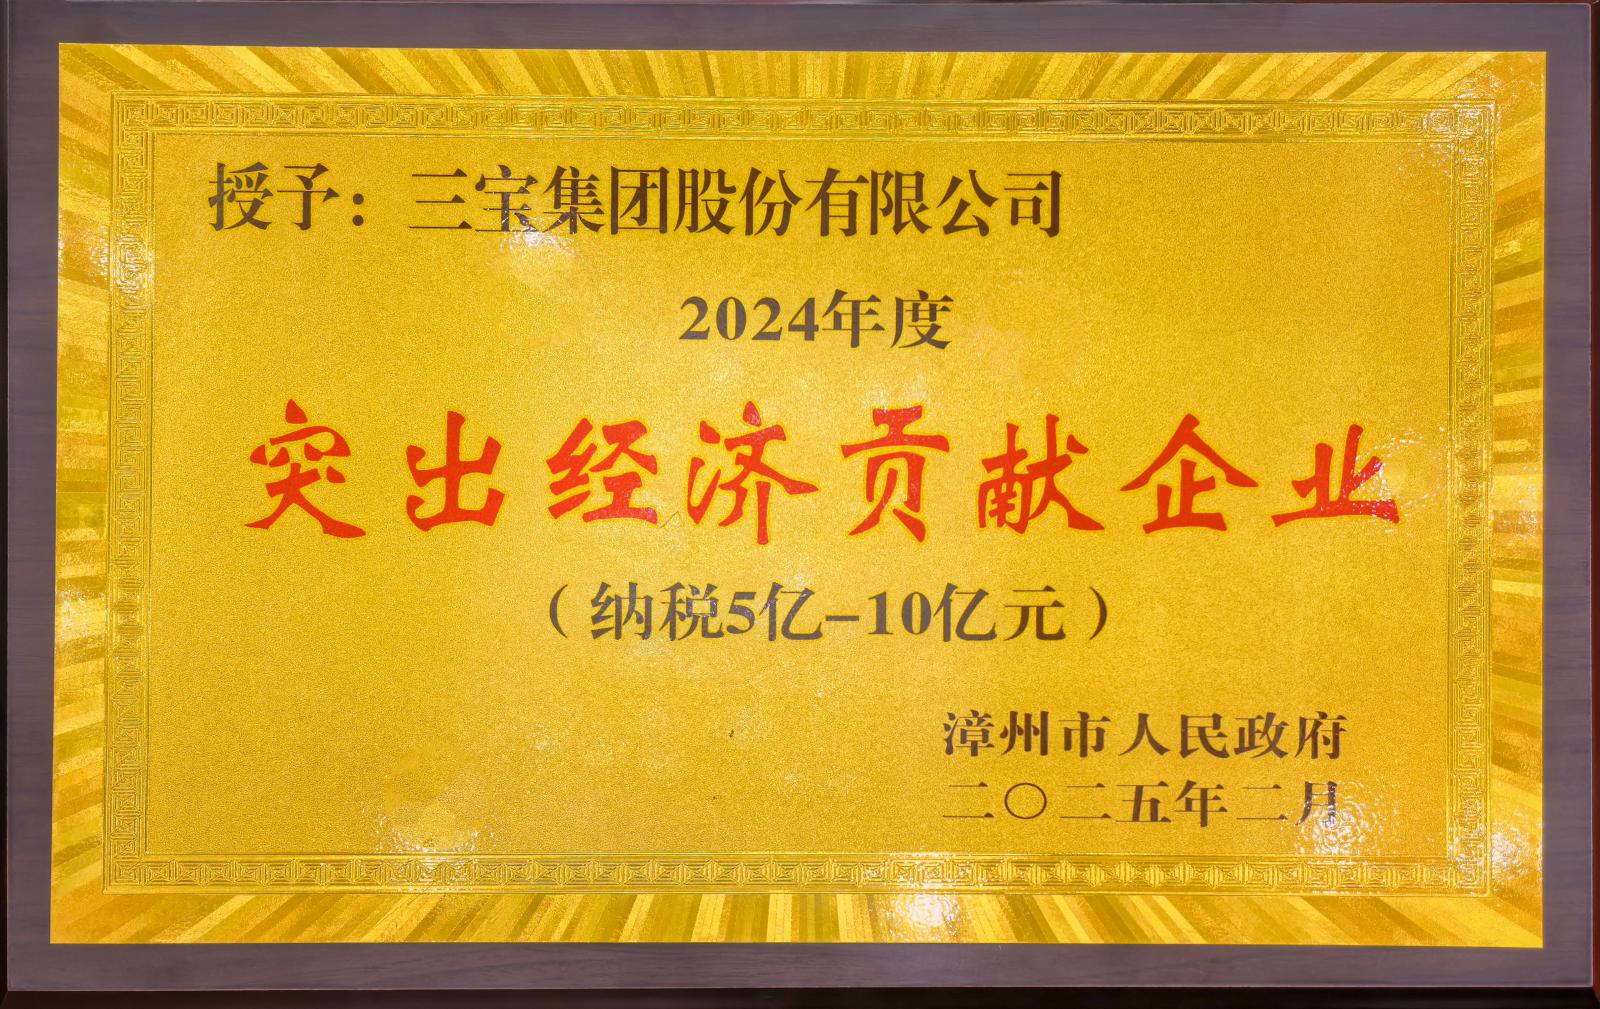 授予：三宝集团股份有限公司
2024年度
突出经济贡献企业
（纳税5亿-10亿元）
漳州市人民政府
二〇二五年二月